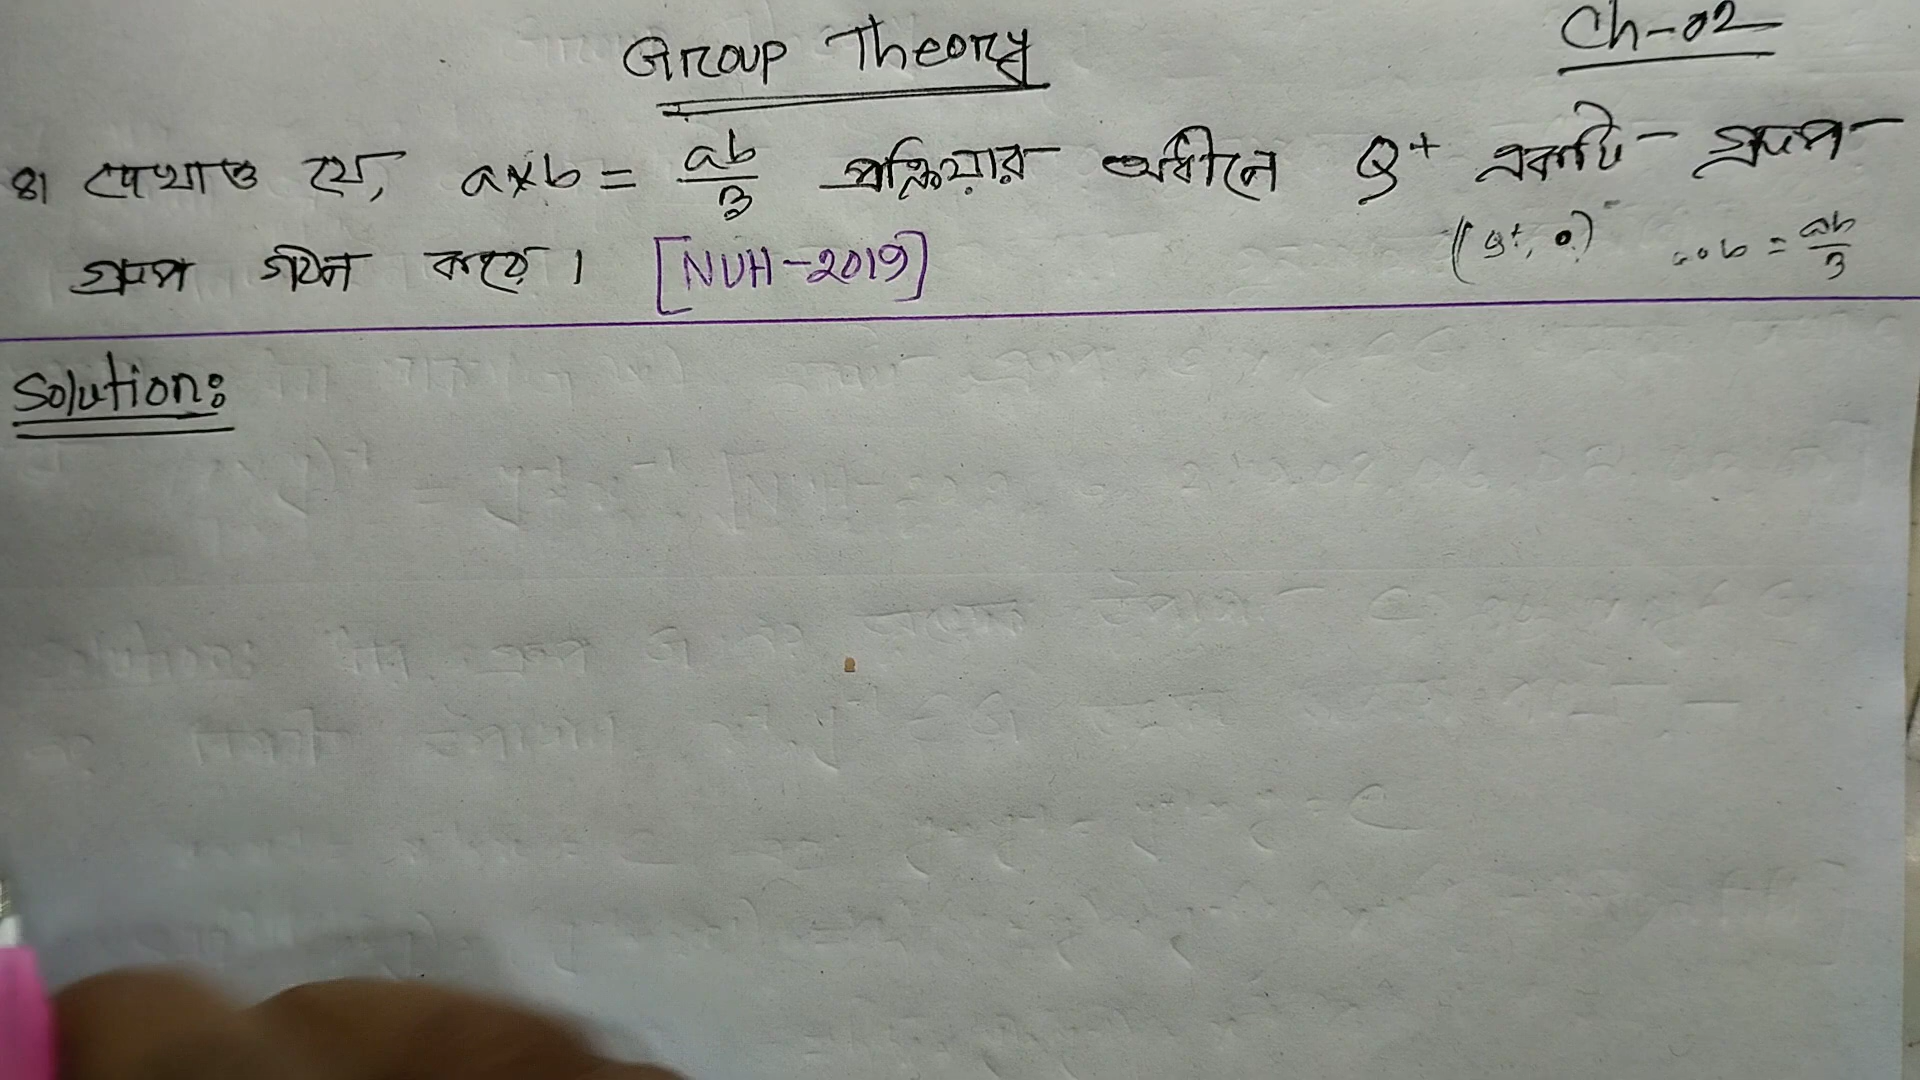 Group Theory
Ch-02
৪। দেখাও যে, a*b = ab/3 প্রক্রিয়ার অধীনে Q+ একটি গ্রুপ
গ্রুপ গঠন করে। [NUH-2019]
(Q+, •) aob = ab/3
Solution: